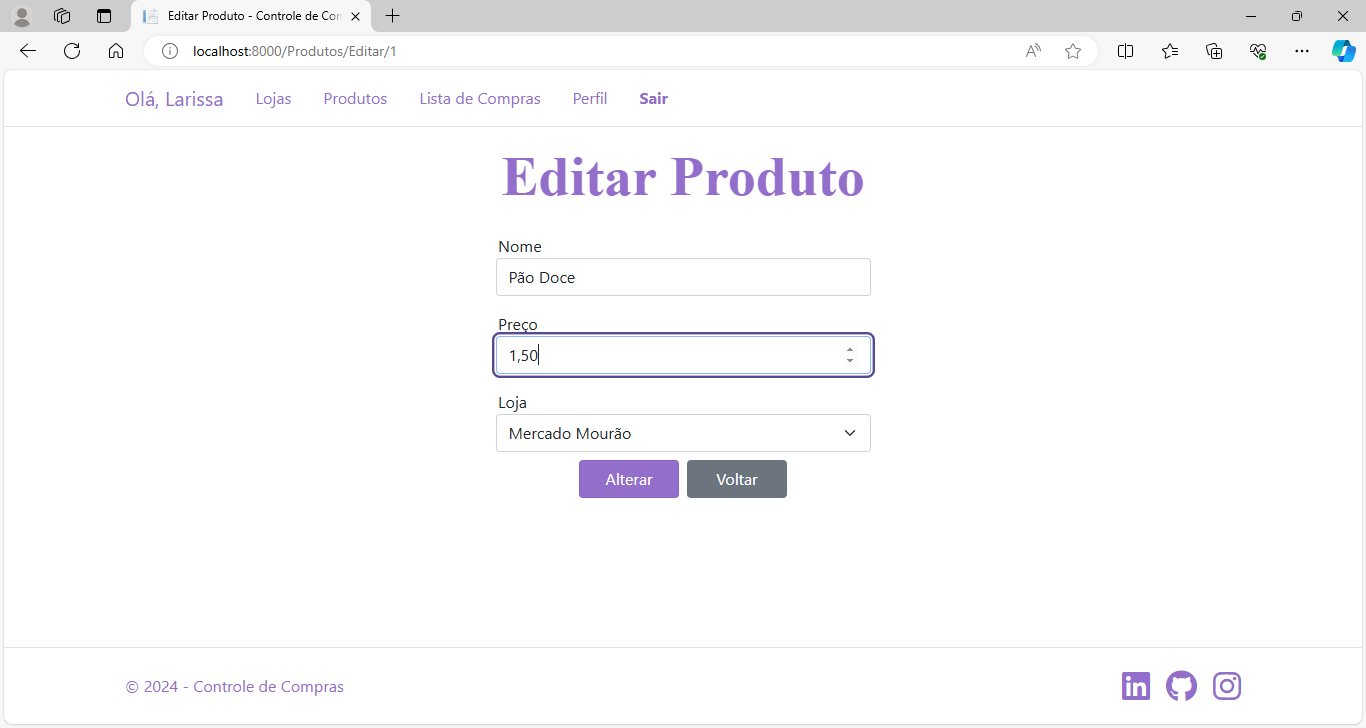 Editar Produto - Controle de Com
localhost:8000/Produtos/Editar/1
Olá, Larissa Lojas Produtos Lista de Compras Perfil Sair
Editar Produto
Nome
Pão Doce
Preço
1,50
Loja
Mercado Mourão
Alterar Voltar
© 2024 - Controle de Compras